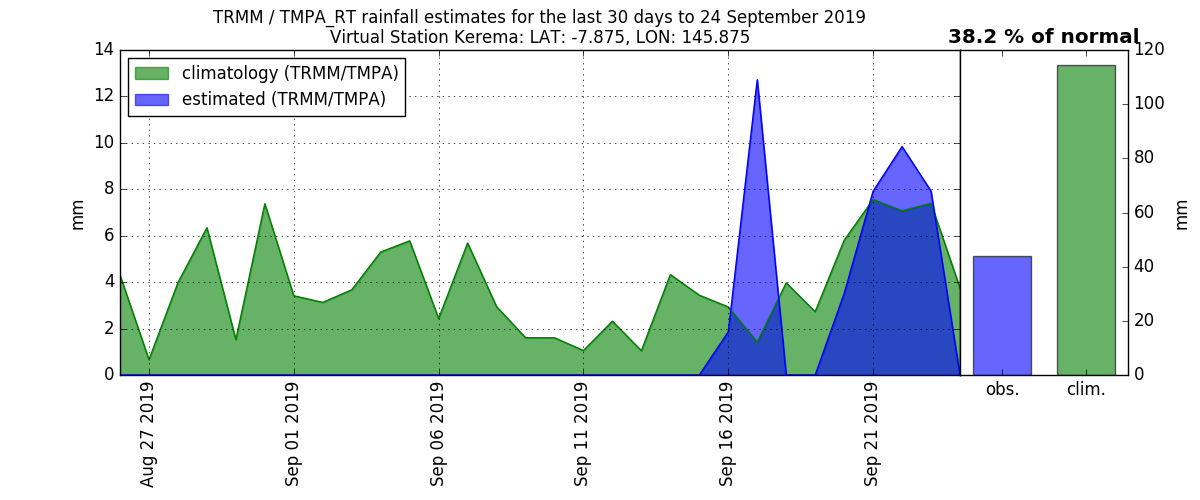 TRMM / TMPA_RT rainfall estimates for the last 30 days to 24 September 2019
Virtual Station Kerema: LAT: -7.875, LON: 145.875
38.2 % of normal
climatology (TRMM/TMPA)
estimated (TRMM/TMPA)
mm
14
12
10
8
6
4
2
0
Aug 27 2019
Sep 01 2019
Sep 06 2019
Sep 11 2019
Sep 16 2019
Sep 21 2019
obs.
clim.
120
100
80
60
40
20
0
mm